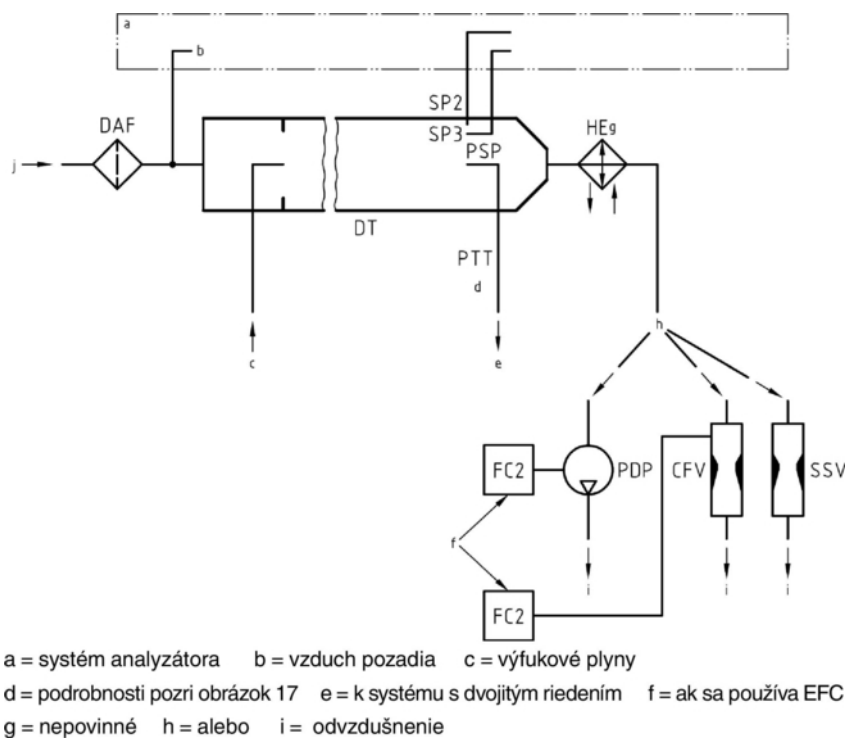 a
b
SP2
DAF
SP3
HEg
j
PSP
DT
PTT
d
c
e
h
FC2
PDP
CFV
SSV
f
i
i
i
FC2
a = systém analyzátora b = vzduch pozadia c = výfukové plyny
d = podrobnosti pozri obrázok 17 e = k systému s dvojitým riedením f = ak sa používa EFC
g = nepovinné h = alebo i = odvzdušnenie